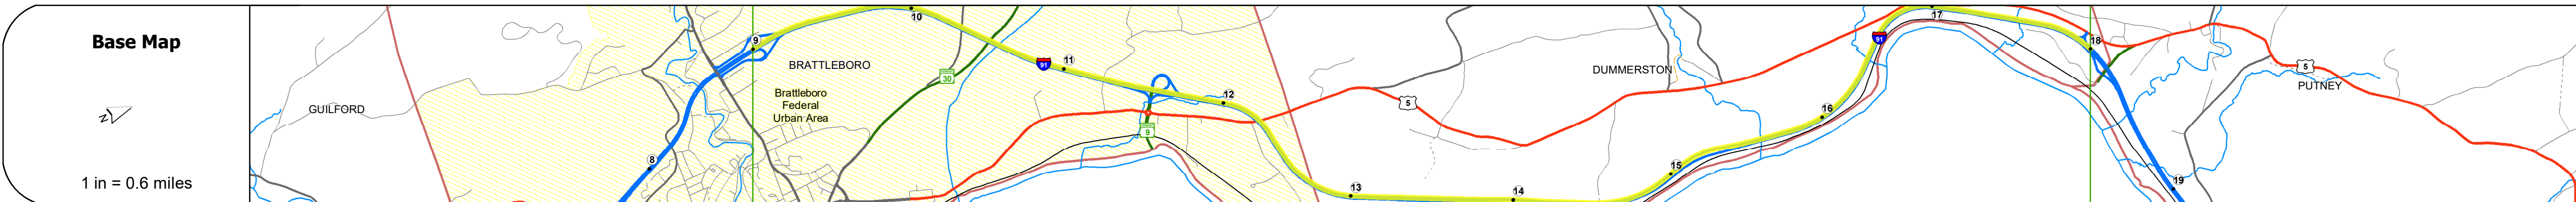 Base Map
N
1 in = 0.6 miles
GUILFORD
8
9
BRATTLEBORO
Brattleboro
Federal
Urban Area
10
30
91
11
9
12
13
5
14
DUMMERSTON
15
16
91
17
18
5
PUTNEY
19